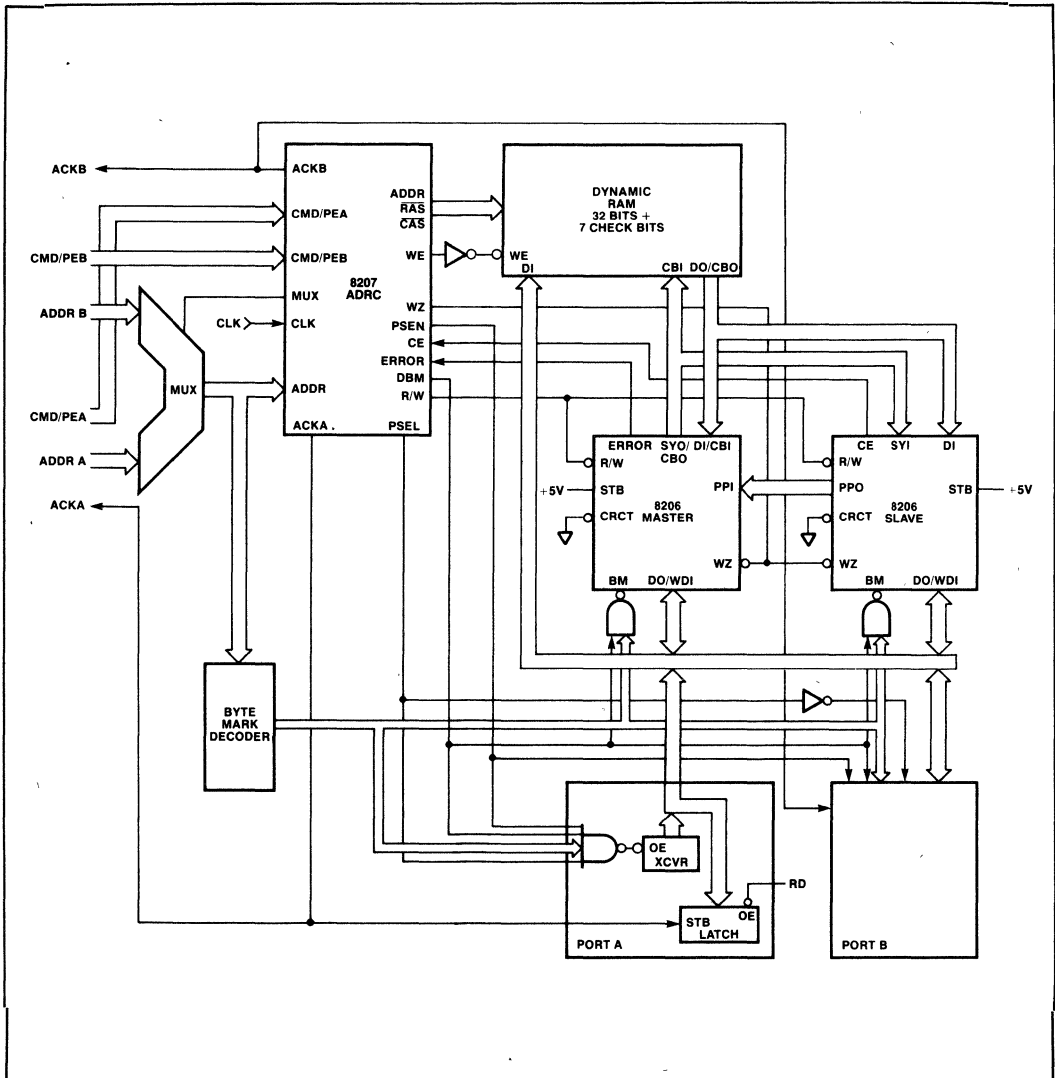 ACKB
CMD/PEB
ADDR B
CMD/PEA
ADDR A
ACKA
MUX
CLK
ACKB
CMD/PEA
CMD/PEB
8207
ADRC
MUX
CLK
ADDR
ACKA .
PSEL
ADDR
RAS
CAS
WE
WZ
PSEN
CE
ERROR
DBM
R/W
DYNAMIC
RAM
32 BITS +
7 CHECK BITS
WE
DI
CBI
DO/CBO
ERROR
SYO/
CBO
DI/CBI
R/W
+5V
STB
CRCT
PPI
8206
MASTER
WZ
BM
DO/WDI
CE
SYI
DI
R/W
PPO
STB
+5V
CRCT
8206
SLAVE
WZ
BM
DO/WDI
BYTE
MARK
DECODER
OE
XCVR
RD
STB
OE
LATCH
PORT A
PORT B